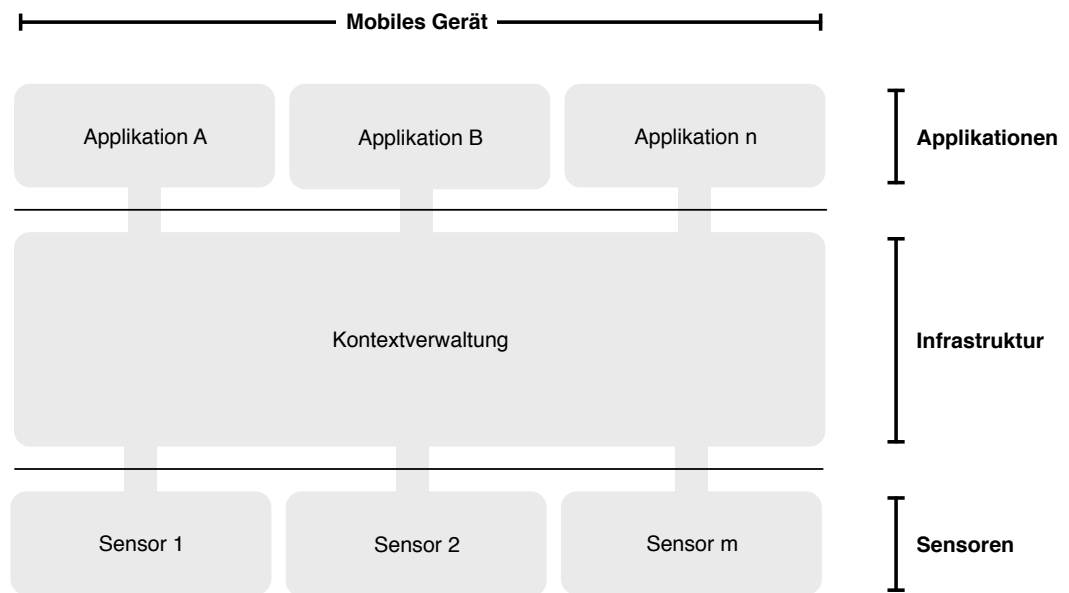 Mobiles Gerät
Applikation A
Applikation B
Applikation n
Applikationen
Kontextverwaltung
Infrastruktur
Sensor 1
Sensor 2
Sensor m
Sensoren